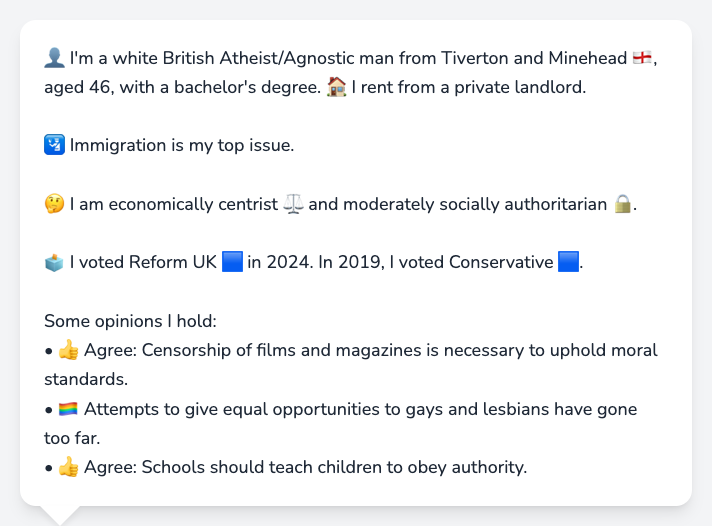 👤 I'm a white British Atheist/Agnostic man from Tiverton and Minehead 🏴󠁧󠁢󠁥󠁮󠁧󠁿,
aged 46, with a bachelor's degree. 🏠 I rent from a private landlord.
🛂 Immigration is my top issue.
🤔 I am economically centrist ⚖️ and moderately socially authoritarian 🔒.
🗳️ I voted Reform UK 🟦 in 2024. In 2019, I voted Conservative 🟦.
Some opinions I hold:
• 👍 Agree: Censorship of films and magazines is necessary to uphold moral
standards.
• 🏳️‍🌈 Attempts to give equal opportunities to gays and lesbians have gone
too far.
• 👍 Agree: Schools should teach children to obey authority.